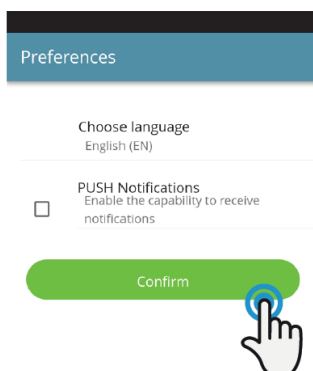 Preferences
Choose language
English (EN)
PUSH Notifications
Enable the capability to receive
notifications
Confirm